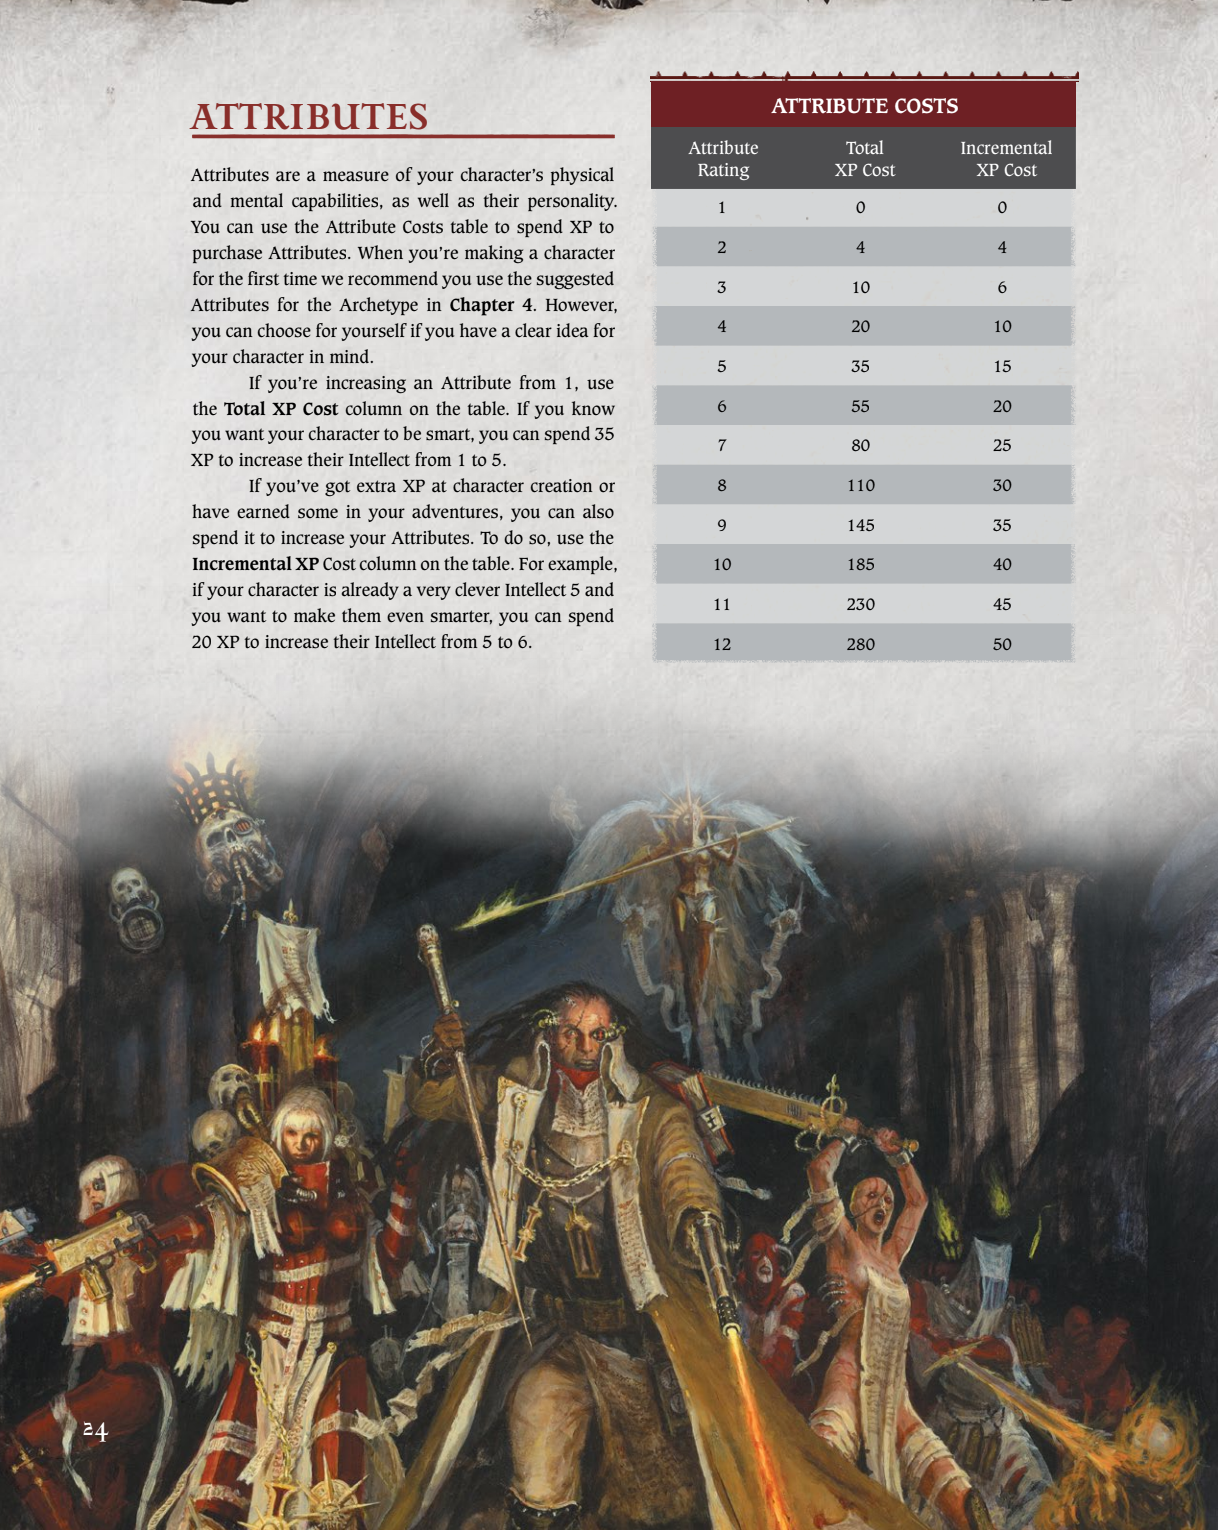 ATTRIBUTES
Attributes are a measure of your character's physical
and mental capabilities, as well as their personality.
You can use the Attribute Costs table to spend XP to
purchase Attributes. When you're making a character
for the first time we recommend you use the suggested
Attributes for the Archetype in Chapter 4. However,
you can choose for yourself if you have a clear idea for
your character in mind.
If you're increasing an Attribute from 1, use
the Total XP Cost column on the table. If you know
you want your character to be smart, you can spend 35
XP to increase their Intellect from 1 to 5.
If you've got extra XP at character creation or
have earned some in your adventures, you can also
spend it to increase your Attributes. To do so, use the
Incremental XP Cost column on the table. For example,
if your character is already a very clever Intellect 5 and
you want to make them even smarter, you can spend
20 XP to increase their Intellect from 5 to 6.
ATTRIBUTE COSTS
Attribute Rating Total XP Cost Incremental XP Cost
1 0 0
2 4 4
3 10 6
4 20 10
5 35 15
6 55 20
7 80 25
8 110 30
9 145 35
10 185 40
11 230 45
12 280 50
24